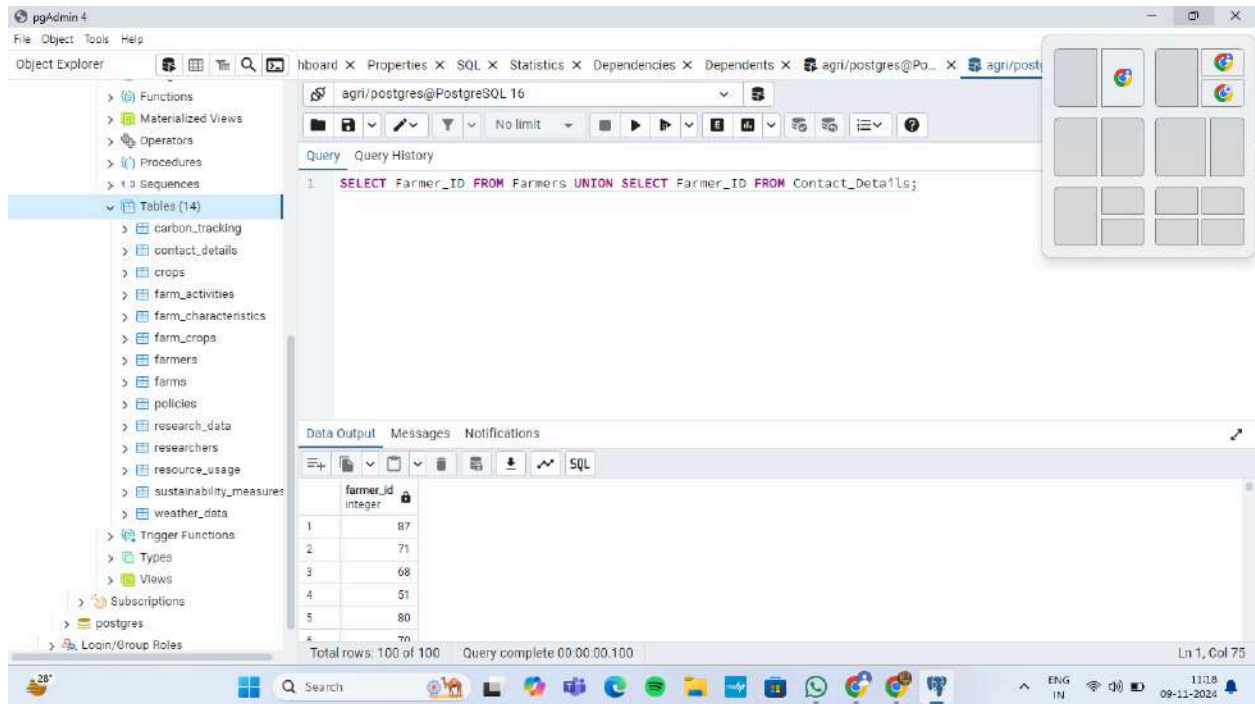 pgAdmin 4
File Object Tools Help
Object Explorer
hboard Properties SQL Statistics Dependencies Dependents agri/postgres@Po... agri/post
Functions
Materialized Views
Operators
Procedures
1..3 Sequences
Tables (14)
carbon_tracking
contact_details
crops
farm_activities
farm_characteristics
farm_crops
farmers
farms
policies
research_data
researchers
resource_usage
sustainability_measures
weather_data
Trigger Functions
Types
Views
Subscriptions
postgres
Login/Group Roles
agri/postgres@PostgreSQL 16
No limit
E
Query Query History
1 SELECT Farmer_ID FROM Farmers UNION SELECT Farmer_ID FROM Contact_Details;
Data Output Messages Notifications
SQL
farmer_id
integer
1 87
2 71
3 68
4 51
5 80
6 70
Total rows: 100 of 100 Query complete 00:00:00.100 Ln 1, Col 75
28°
Search
ENG
IN
11:18
09-11-2024